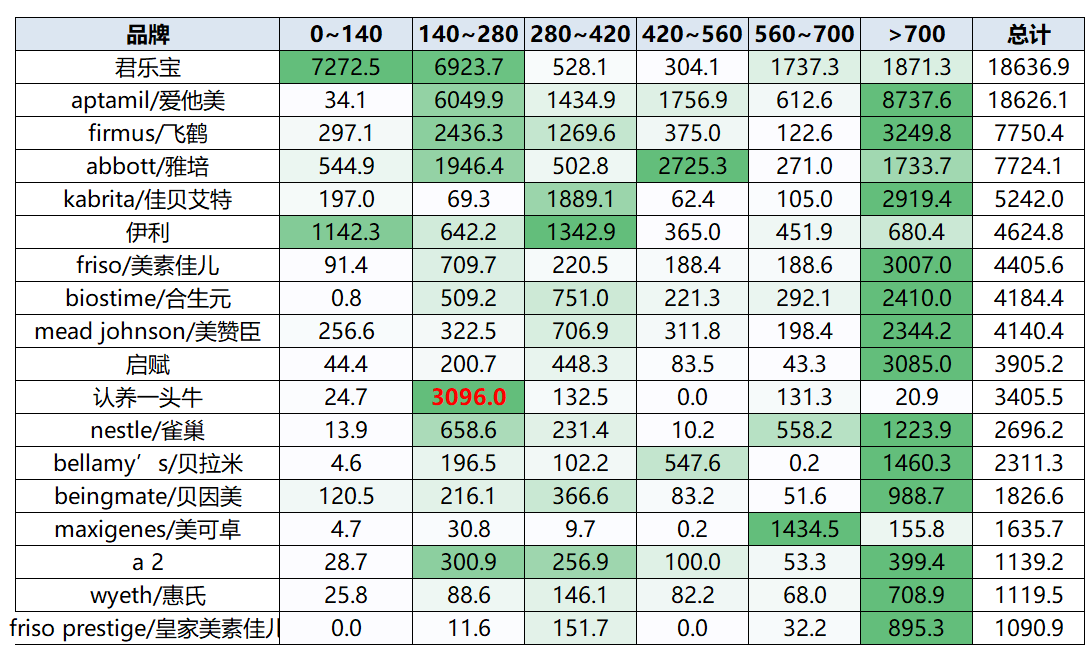 品牌 0~140 140~280 280~420 420~560 560~700 >700 总计
君乐宝 7272.5 6923.7 528.1 304.1 1737.3 1871.3 18636.9
aptamil/爱他美 34.1 6049.9 1434.9 1756.9 612.6 8737.6 18626.1
firmus/飞鹤 297.1 2436.3 1269.6 375.0 122.6 3249.8 7750.4
abbott/雅培 544.9 1946.4 502.8 2725.3 271.0 1733.7 7724.1
kabrita/佳贝艾特 197.0 69.3 1889.1 62.4 105.0 2919.4 5242.0
伊利 1142.3 642.2 1342.9 365.0 451.9 680.4 4624.8
friso/美素佳儿 91.4 709.7 220.5 188.4 188.6 3007.0 4405.6
biostime/合生元 0.8 509.2 751.0 221.3 292.1 2410.0 4184.4
mead johnson/美赞臣 256.6 322.5 706.9 311.8 198.4 2344.2 4140.4
启赋 44.4 200.7 448.3 83.5 43.3 3085.0 3905.2
认养一头牛 24.7 3096.0 132.5 0.0 131.3 20.9 3405.5
nestle/雀巢 13.9 658.6 231.4 10.2 558.2 1223.9 2696.2
bellamy’s/贝拉米 4.6 196.5 102.2 547.6 0.2 1460.3 2311.3
beingmate/贝因美 120.5 216.1 366.6 83.2 51.6 988.7 1826.6
maxigenes/美可卓 4.7 30.8 9.7 0.2 1434.5 155.8 1635.7
a 2 28.7 300.9 256.9 100.0 53.3 399.4 1139.2
wyeth/惠氏 25.8 88.6 146.1 82.2 68.0 708.9 1119.5
friso prestige/皇家美素佳儿 0.0 11.6 151.7 0.0 32.2 895.3 1090.9